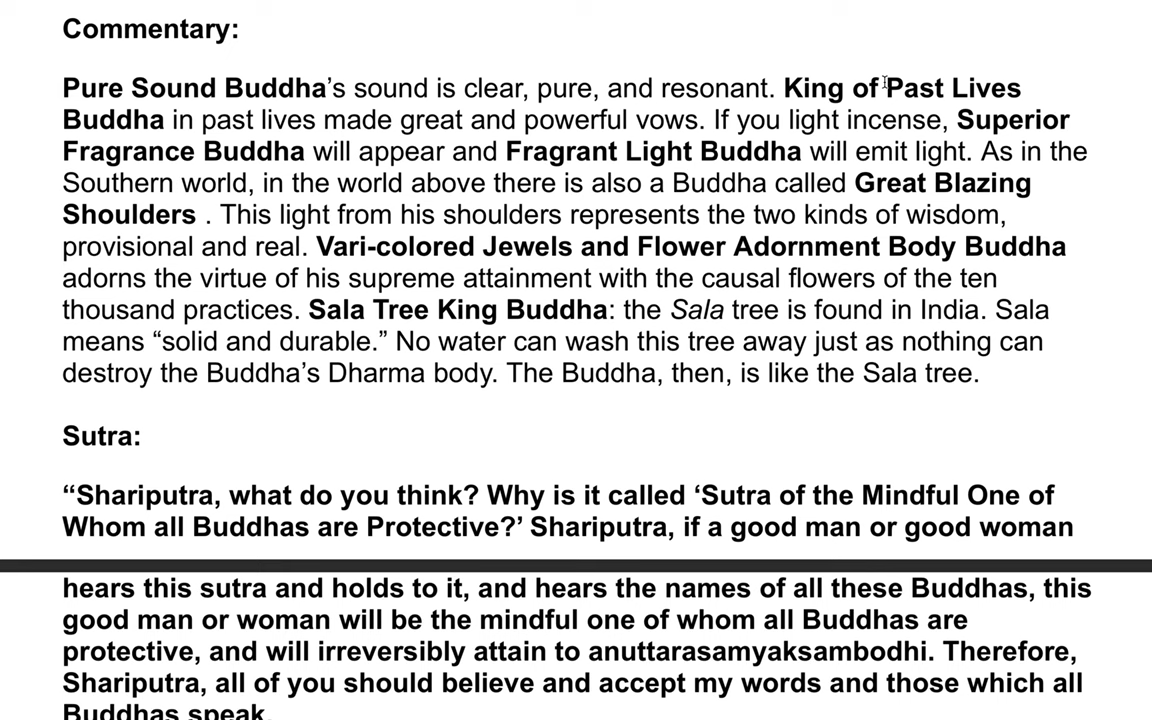 Commentary:
Pure Sound Buddha’s sound is clear, pure, and resonant. King of Past Lives
Buddha in past lives made great and powerful vows. If you light incense, Superior
Fragrance Buddha will appear and Fragrant Light Buddha will emit light. As in the
Southern world, in the world above there is also a Buddha called Great Blazing
Shoulders . This light from his shoulders represents the two kinds of wisdom,
provisional and real. Vari-colored Jewels and Flower Adornment Body Buddha
adorns the virtue of his supreme attainment with the causal flowers of the ten
thousand practices. Sala Tree King Buddha: the Sala tree is found in India. Sala
means “solid and durable.” No water can wash this tree away just as nothing can
destroy the Buddha’s Dharma body. The Buddha, then, is like the Sala tree.
Sutra:
“Shariputra, what do you think? Why is it called ‘Sutra of the Mindful One of
Whom all Buddhas are Protective?’ Shariputra, if a good man or good woman
hears this sutra and holds to it, and hears the names of all these Buddhas, this
good man or woman will be the mindful one of whom all Buddhas are
protective, and will irreversibly attain to anuttarasamyaksambodhi. Therefore,
Shariputra, all of you should believe and accept my words and those which all
Buddhas speak.